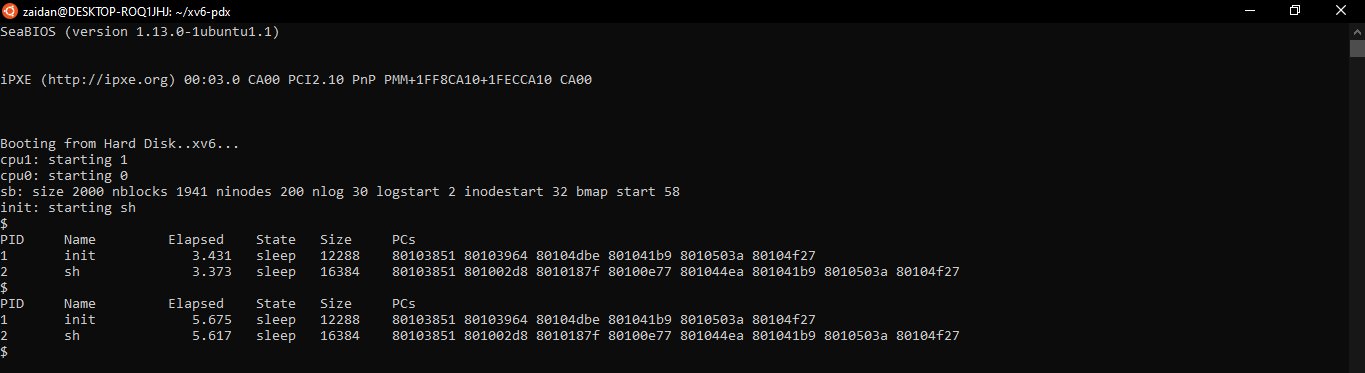 zaidan@DESKTOP-ROQ1JHJ: ~/xv6-pdx
SeaBIOS (version 1.13.0-1ubuntu1.1)
iPXE (http://ipxe.org) 00:03.0 CA00 PCI2.10 PnP PMM+1FF8CA10+1FECCA10 CA00
Booting from Hard Disk..xv6...
cpu1: starting 1
cpu0: starting 0
sb: size 2000 nblocks 1941 ninodes 200 nlog 30 logstart 2 inodestart 32 bmap start 58
init: starting sh
$
PID     Name         Elapsed    State   Size     PCs
1       init            3.431   sleep   12288    80103851 80103964 80104dbe 801041b9 8010503a 80104f27
2       sh              3.373   sleep   16384    80103851 801002d8 8010187f 80100e77 801044ea 801041b9 8010503a 80104f27
$
PID     Name         Elapsed    State   Size     PCs
1       init            5.675   sleep   12288    80103851 80103964 80104dbe 801041b9 8010503a 80104f27
2       sh              5.617   sleep   16384    80103851 801002d8 8010187f 80100e77 801044ea 801041b9 8010503a 80104f27
$